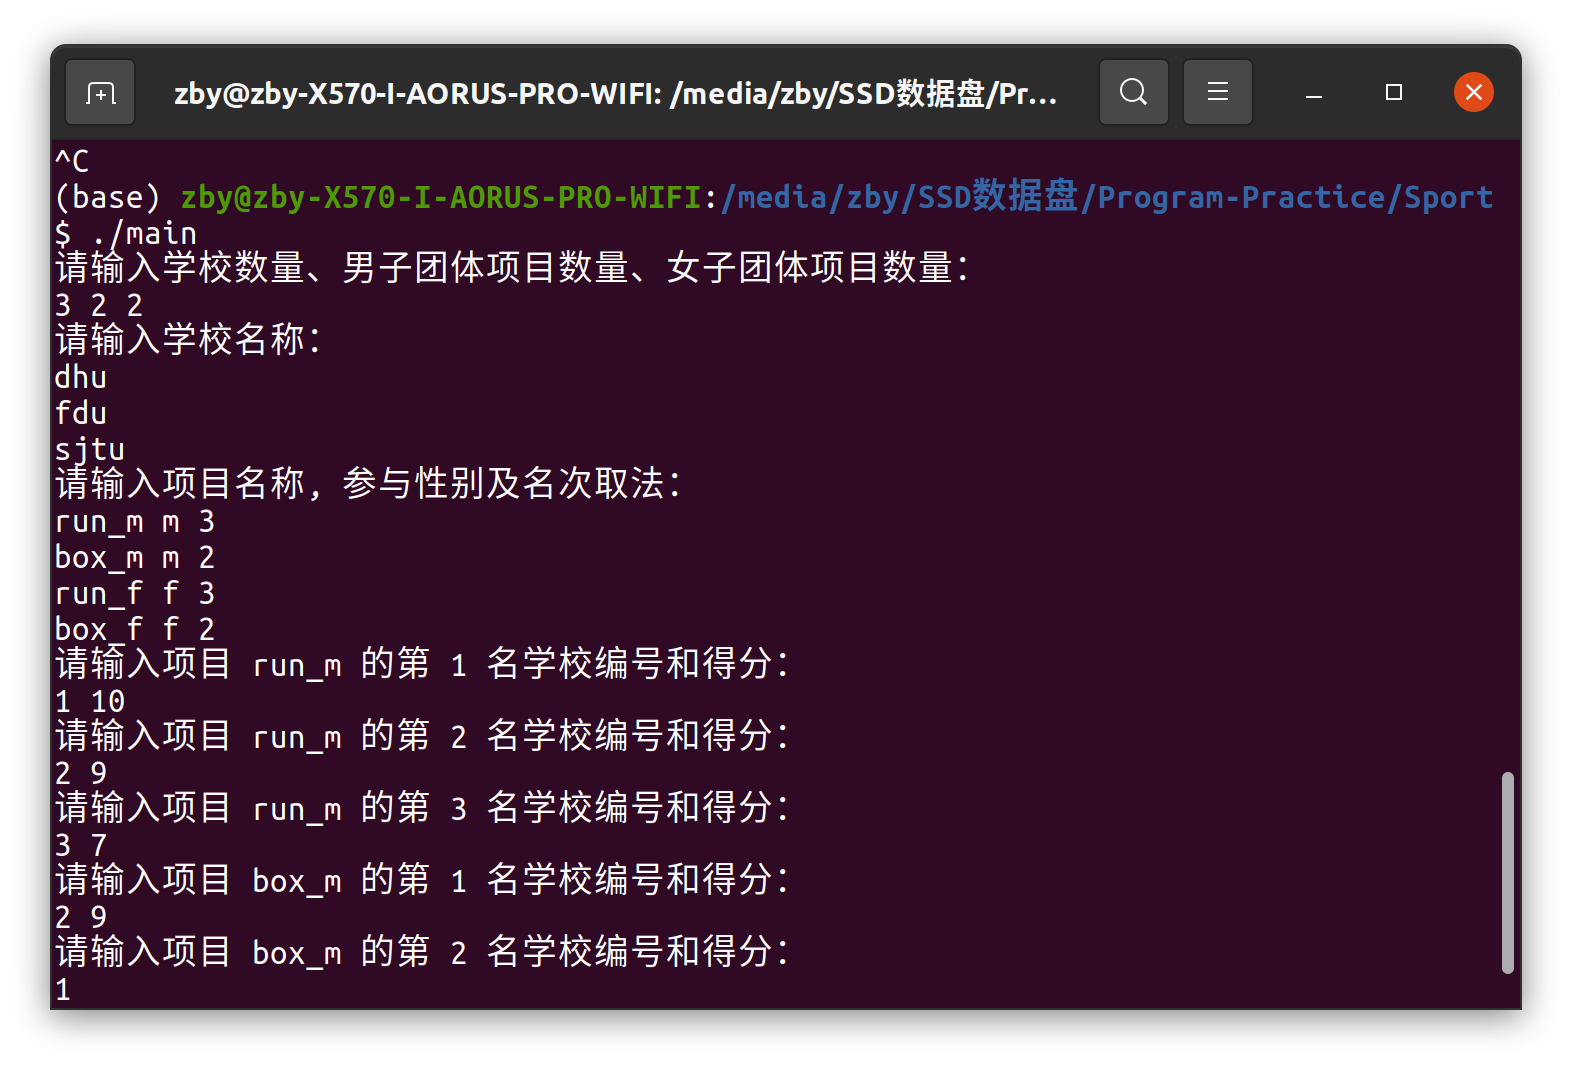 zby@zby-X570-I-AORUS-PRO-WIFI: /media/zby/SSD数据盘/Pr...
^C
(base) zby@zby-X570-I-AORUS-PRO-WIFI:/media/zby/SSD数据盘/Program-Practice/Sport
$ ./main
请输入学校数量、男子团体项目数量、女子团体项目数量：
3 2 2
请输入学校名称：
dhu
fdu
sjtu
请输入项目名称，参与性别及名次取法：
run_m m 3
box_m m 2
run_f f 3
box_f f 2
请输入项目 run_m 的第 1 名学校编号和得分：
1 10
请输入项目 run_m 的第 2 名学校编号和得分：
2 9
请输入项目 run_m 的第 3 名学校编号和得分：
3 7
请输入项目 box_m 的第 1 名学校编号和得分：
2 9
请输入项目 box_m 的第 2 名学校编号和得分：
1